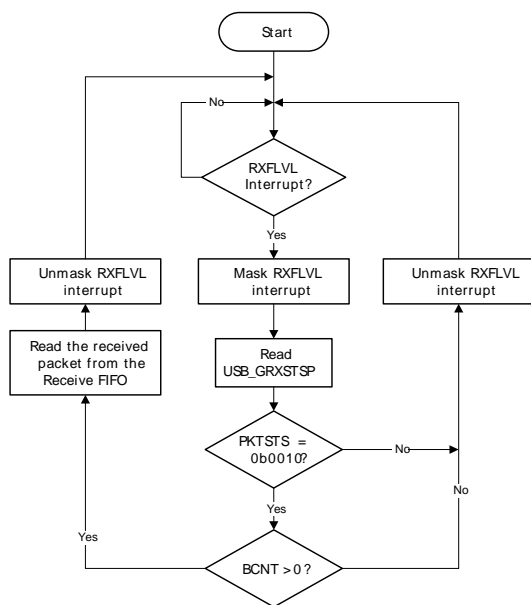 Start
No
RXFLVL
Interrupt?
Yes
Unmask RXFLVL
interrupt
Mask RXFLVL
interrupt
Unmask RXFLVL
interrupt
Read the received
packet from the
Receive FIFO
Read
USB_GRXSTSP
PKTSTS =
0b0010?
No
No
Yes
Yes
BCNT > 0 ?